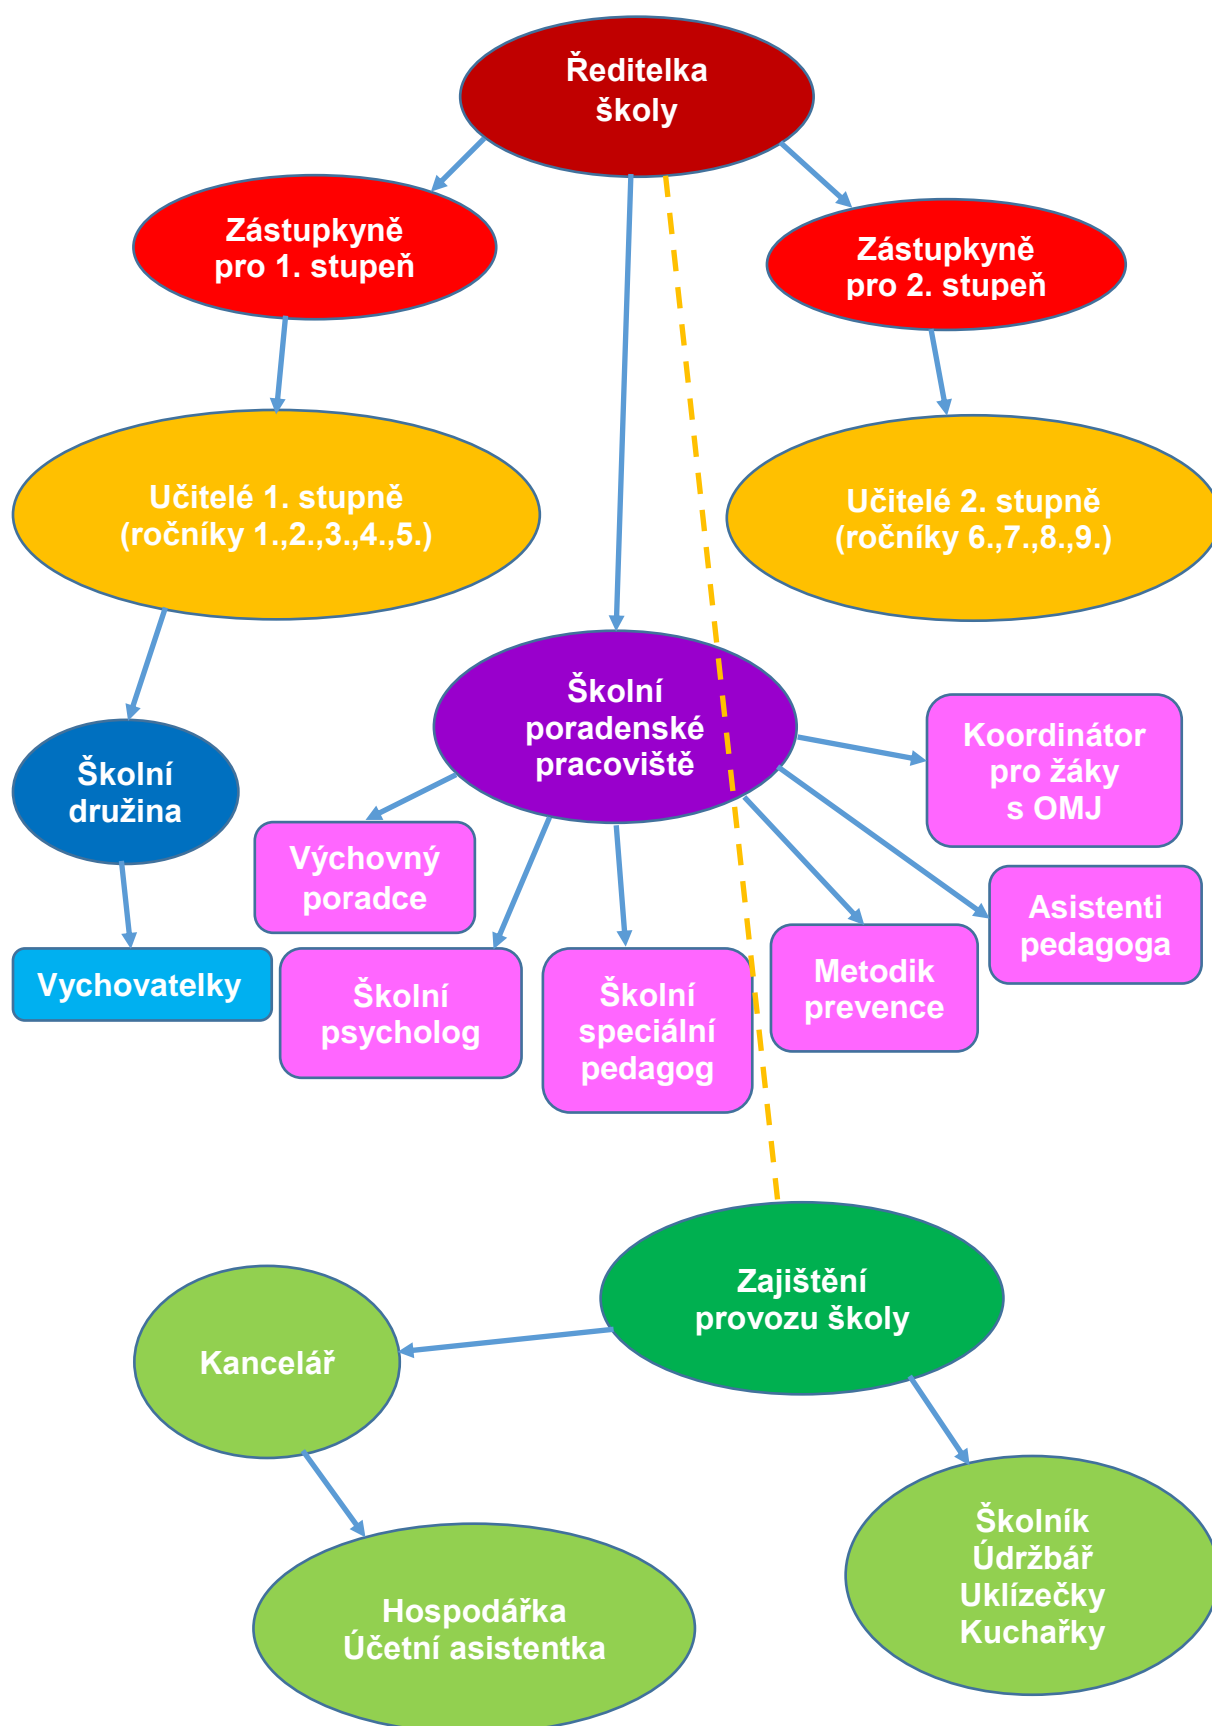 Ředitelka
školy
Zástupkyně
pro 1. stupeň
Zástupkyně
pro 2. stupeň
Učitelé 1. stupně
(ročníky 1.,2.,3.,4.,5.)
Učitelé 2. stupně
(ročníky 6.,7.,8.,9.)
Školní
poradenské
pracoviště
Koordinátor
pro žáky
s OMJ
Školní
družina
Výchovný
poradce
Asistenti
pedagoga
Vychovatelky
Školní
psycholog
Školní
speciální
pedagog
Metodik
prevence
Zajištění
provozu školy
Kancelář
Školník
Údržbář
Uklízečky
Kuchařky
Hospodářka
Účetní asistentka